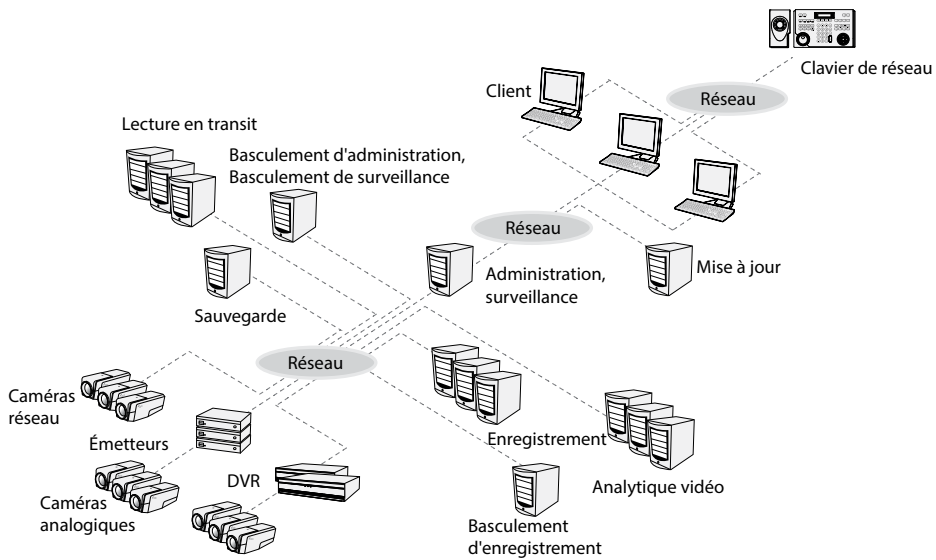 Clavier de réseau
Client
Réseau
Lecture en transit
Basculement d'administration,
Basculement de surveillance
Réseau
Mise à jour
Administration,
surveillance
Sauvegarde
Réseau
Caméras
réseau
Émetteurs
Enregistrement
DVR
Analytique vidéo
Caméras
analogiques
Basculement
d'enregistrement